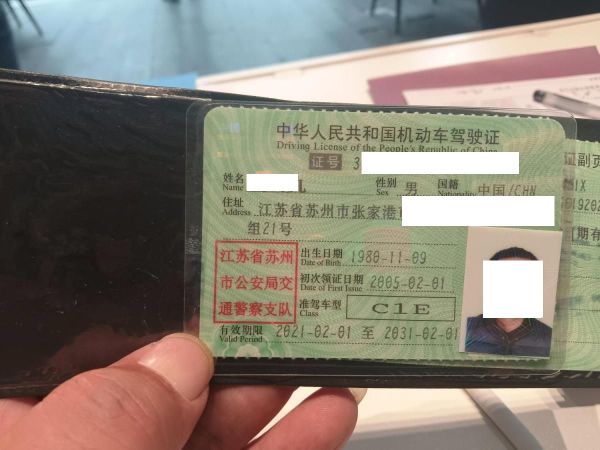 中华人民共和国机动车驾驶证
Driving License of the People's Republic of China
证号 3
姓名
Name
性别 男 国籍 中国/CHN
Sex Nationality
住址 江苏省苏州市张家港
Address
组21号
江苏省苏州
市公安局交
通警察支队
出生日期 1980-11-09
Date of Birth
初次领证日期 2005-02-01
Date of First Issue
准驾车型 C1E
Class
有效期限 2021-02-01 至 2031-02-01
Valid Period
副页